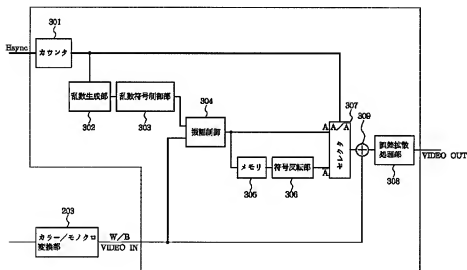 301
Hsync
カウンタ
304
307
309
乱数生成部
乱数符号制御部
振幅制御
A
A/A
セレクタ
誤差拡散
処理部
VIDEO OUT
302
303
308
メモリ
符号反転部
A
305
306
203
カラー/モノクロ
変換部
W/B
VIDEO IN